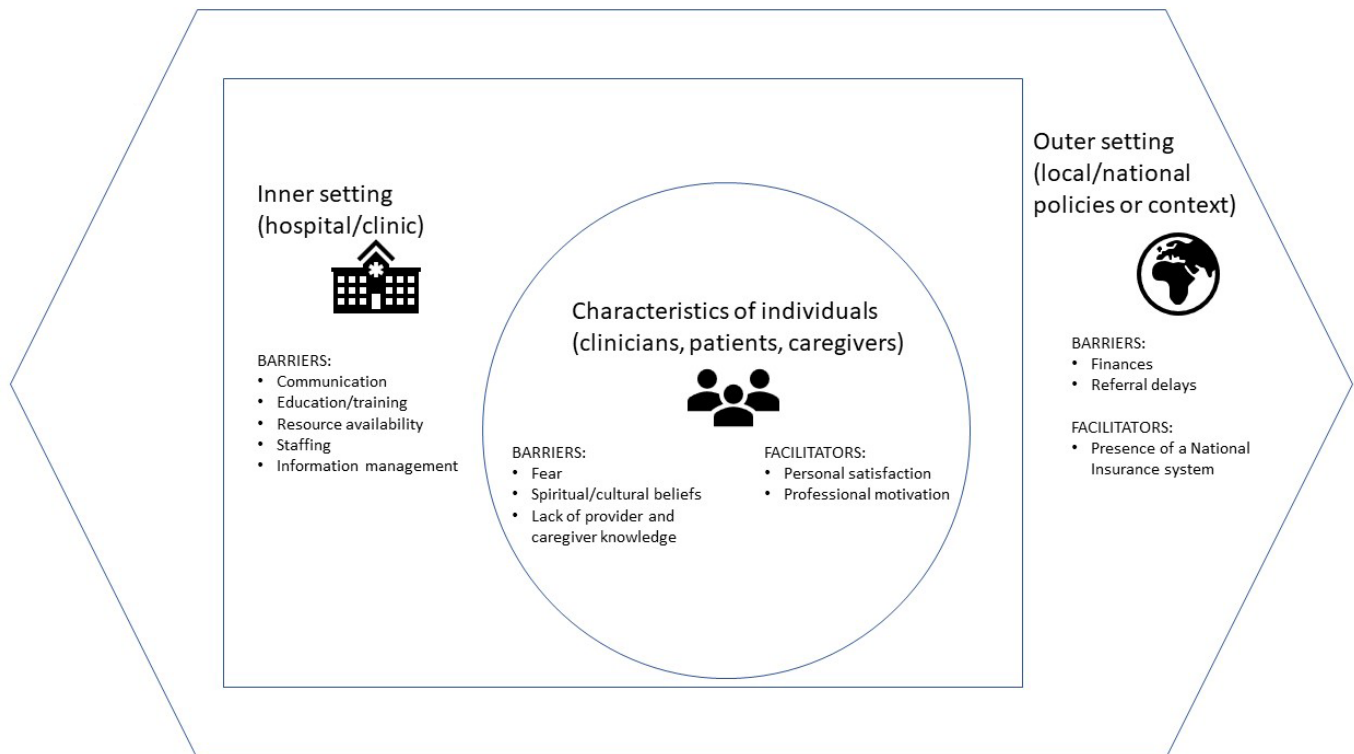 Inner setting
(hospital/clinic)
BARRIERS:
• Communication
• Education/training
• Resource availability
• Staffing
• Information management
Characteristics of individuals
(clinicians, patients, caregivers)
BARRIERS:
• Fear
• Spiritual/cultural beliefs
• Lack of provider and
caregiver knowledge
FACILITATORS:
• Personal satisfaction
• Professional motivation
Outer setting
(local/national
policies or context)
BARRIERS:
• Finances
• Referral delays
FACILITATORS:
• Presence of a National
Insurance system